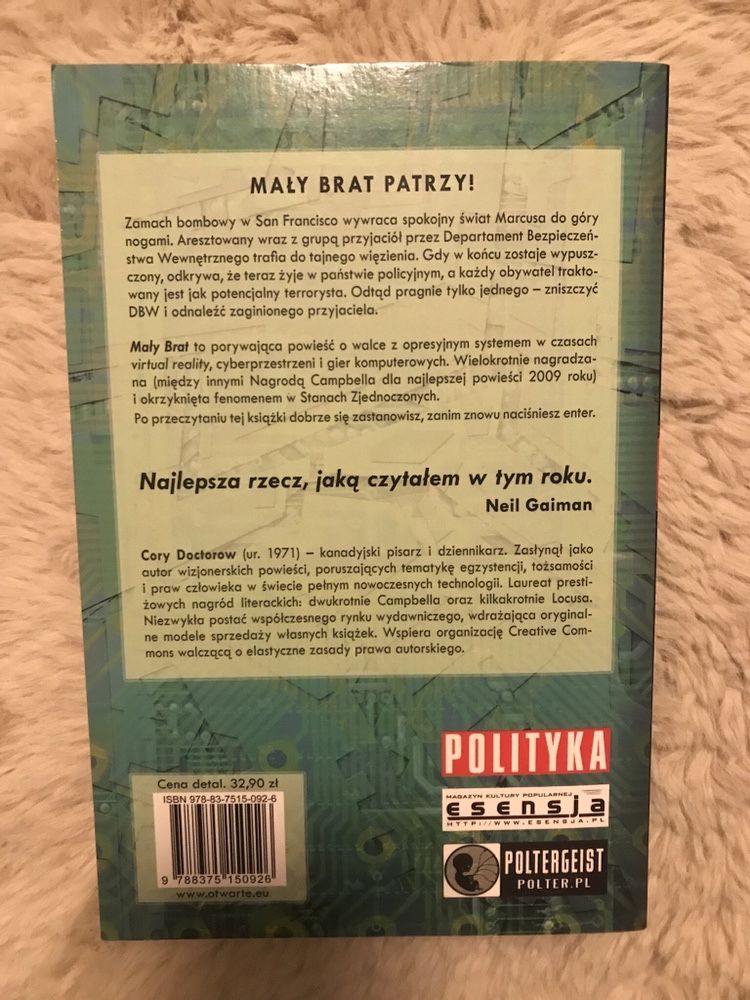 MAŁY BRAT PATRZY!
Zamach bombowy w San Francisco wywraca spokojny świat Marcusa do góry
nogami. Aresztowany wraz z grupą przyjaciół przez Departament Bezpieczeń-
stwa Wewnętrznego trafia do tajnego więzienia. Gdy w końcu zostaje wypusz-
czony, odkrywa, że teraz żyje w państwie policyjnym, a każdy obywatel trakto-
wany jest jak potencjalny terrorysta. Odtąd pragnie tylko jednego – zniszczyć
DBW i odnaleźć zaginionego przyjaciela.
Mały Brat to porywająca powieść o walce z opresyjnym systemem w czasach
virtual reality, cyberprzestrzeni i gier komputerowych. Wielokrotnie nagradza-
na (między innymi Nagrodą Campbella dla najlepszej powieści 2009 roku)
i okrzyknięta fenomenem w Stanach Zjednoczonych.
Po przeczytaniu tej książki dobrze się zastanowisz, zanim znowu naciśniesz enter.
Najlepsza rzecz, jaką czytałem w tym roku.
Neil Gaiman
Cory Doctorow (ur. 1971) – kanadyjski pisarz i dziennikarz. Zasłynął jako
autor wizjonerskich powieści, poruszających tematykę egzystencji, tożsamości
i praw człowieka w świecie pełnym nowoczesnych technologii. Laureat presti-
żowych nagród literackich: dwukrotnie Campbella oraz kilkakrotnie Locusa.
Niezwykła postać współczesnego rynku wydawniczego, wdrażająca oryginal-
ne modele sprzedaży własnych książek. Wspiera organizację Creative Com-
mons walczącą o elastyczne zasady prawa autorskiego.
POLITYKA
MAGAZYN KULTURY POPULARNEJ
esensja
HTTP://WWW.ESENSJA.PL
POLTERGEIST
POLTER.PL
Cena detal. 32,90 zł
ISBN 978-83-7515-092-6
9 788375 150926
www.otwarte.eu